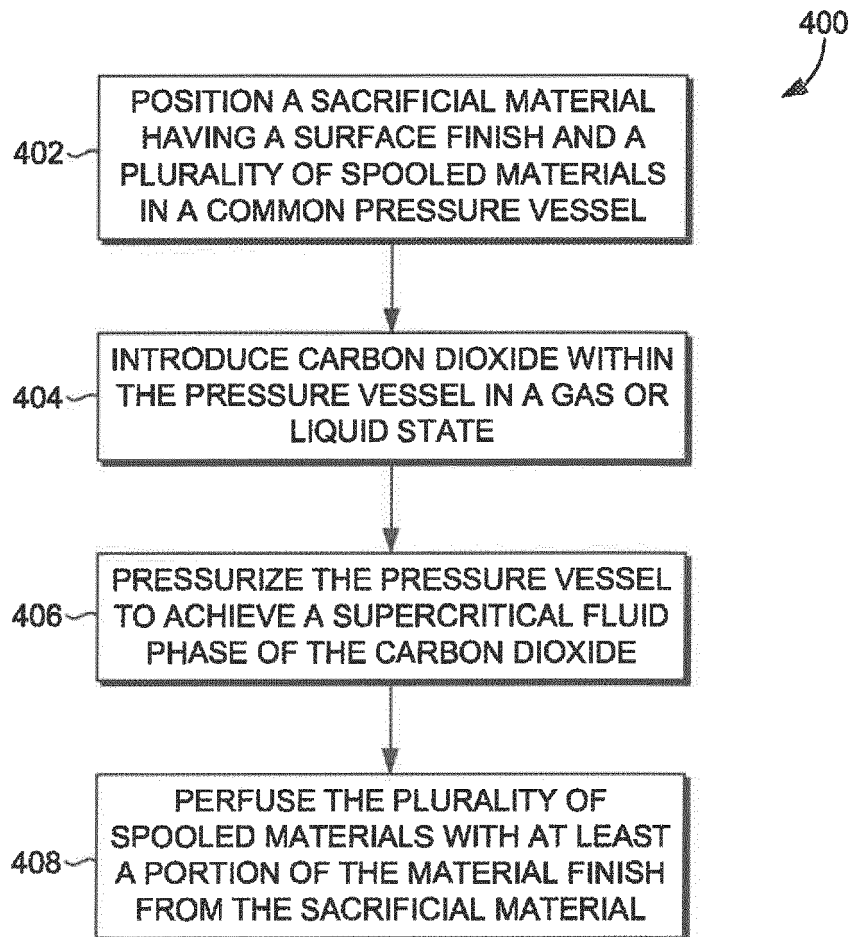 400
402
POSITION A SACRIFICIAL MATERIAL
HAVING A SURFACE FINISH AND A
PLURALITY OF SPOOLED MATERIALS
IN A COMMON PRESSURE VESSEL
404
INTRODUCE CARBON DIOXIDE WITHIN
THE PRESSURE VESSEL IN A GAS OR
LIQUID STATE
406
PRESSURIZE THE PRESSURE VESSEL
TO ACHIEVE A SUPERCRITICAL FLUID
PHASE OF THE CARBON DIOXIDE
408
PERFUSE THE PLURALITY OF
SPOOLED MATERIALS WITH AT LEAST
A PORTION OF THE MATERIAL FINISH
FROM THE SACRIFICIAL MATERIAL